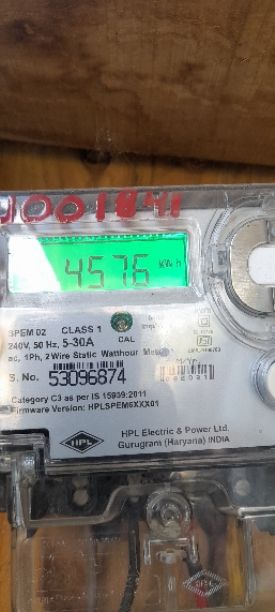 U001841
4576 kWh
SPEM 02 CLASS 1
240V, 50 Hz, 5-30A CAL
ac, 1Ph, 2 Wire Static Watthour Meter
S. No. 53096874
Category C3 as per IS 15959:2011
Firmware Version: HPLSPEM6XXX01
HPL
HPL Electric & Power Ltd.
Gurugram (Haryana) INDIA
HPL